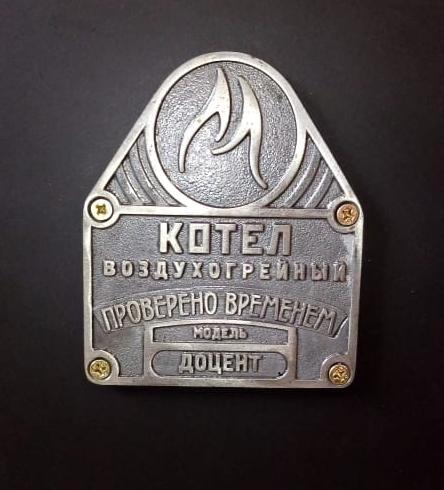 КОТЕЛ
ВОЗДУХОГРЕЙНЫЙ
ПРОВЕРЕНО ВРЕМЕНЕМ
МОДЕЛЬ
ДОЦЕНТ